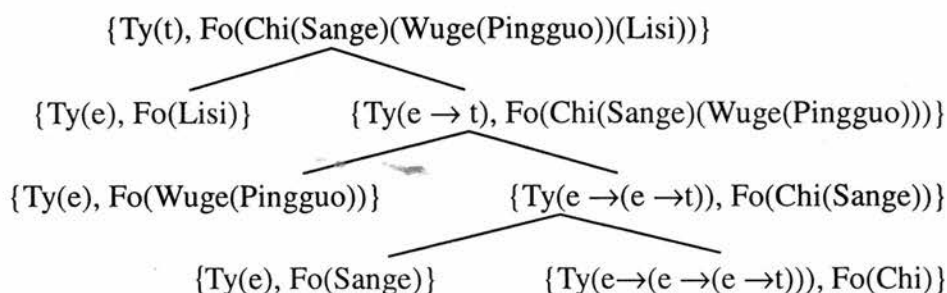 {Ty(t), Fo(Chi(Sange)(Wuge(Pingguo))(Lisi))}
{Ty(e), Fo(Lisi)} {Ty(e → t), Fo(Chi(Sange)(Wuge(Pingguo)))}
{Ty(e), Fo(Wuge(Pingguo))} {Ty(e →(e →t)), Fo(Chi(Sange))}
{Ty(e), Fo(Sange)} {Ty(e→(e →(e →t))), Fo(Chi)}